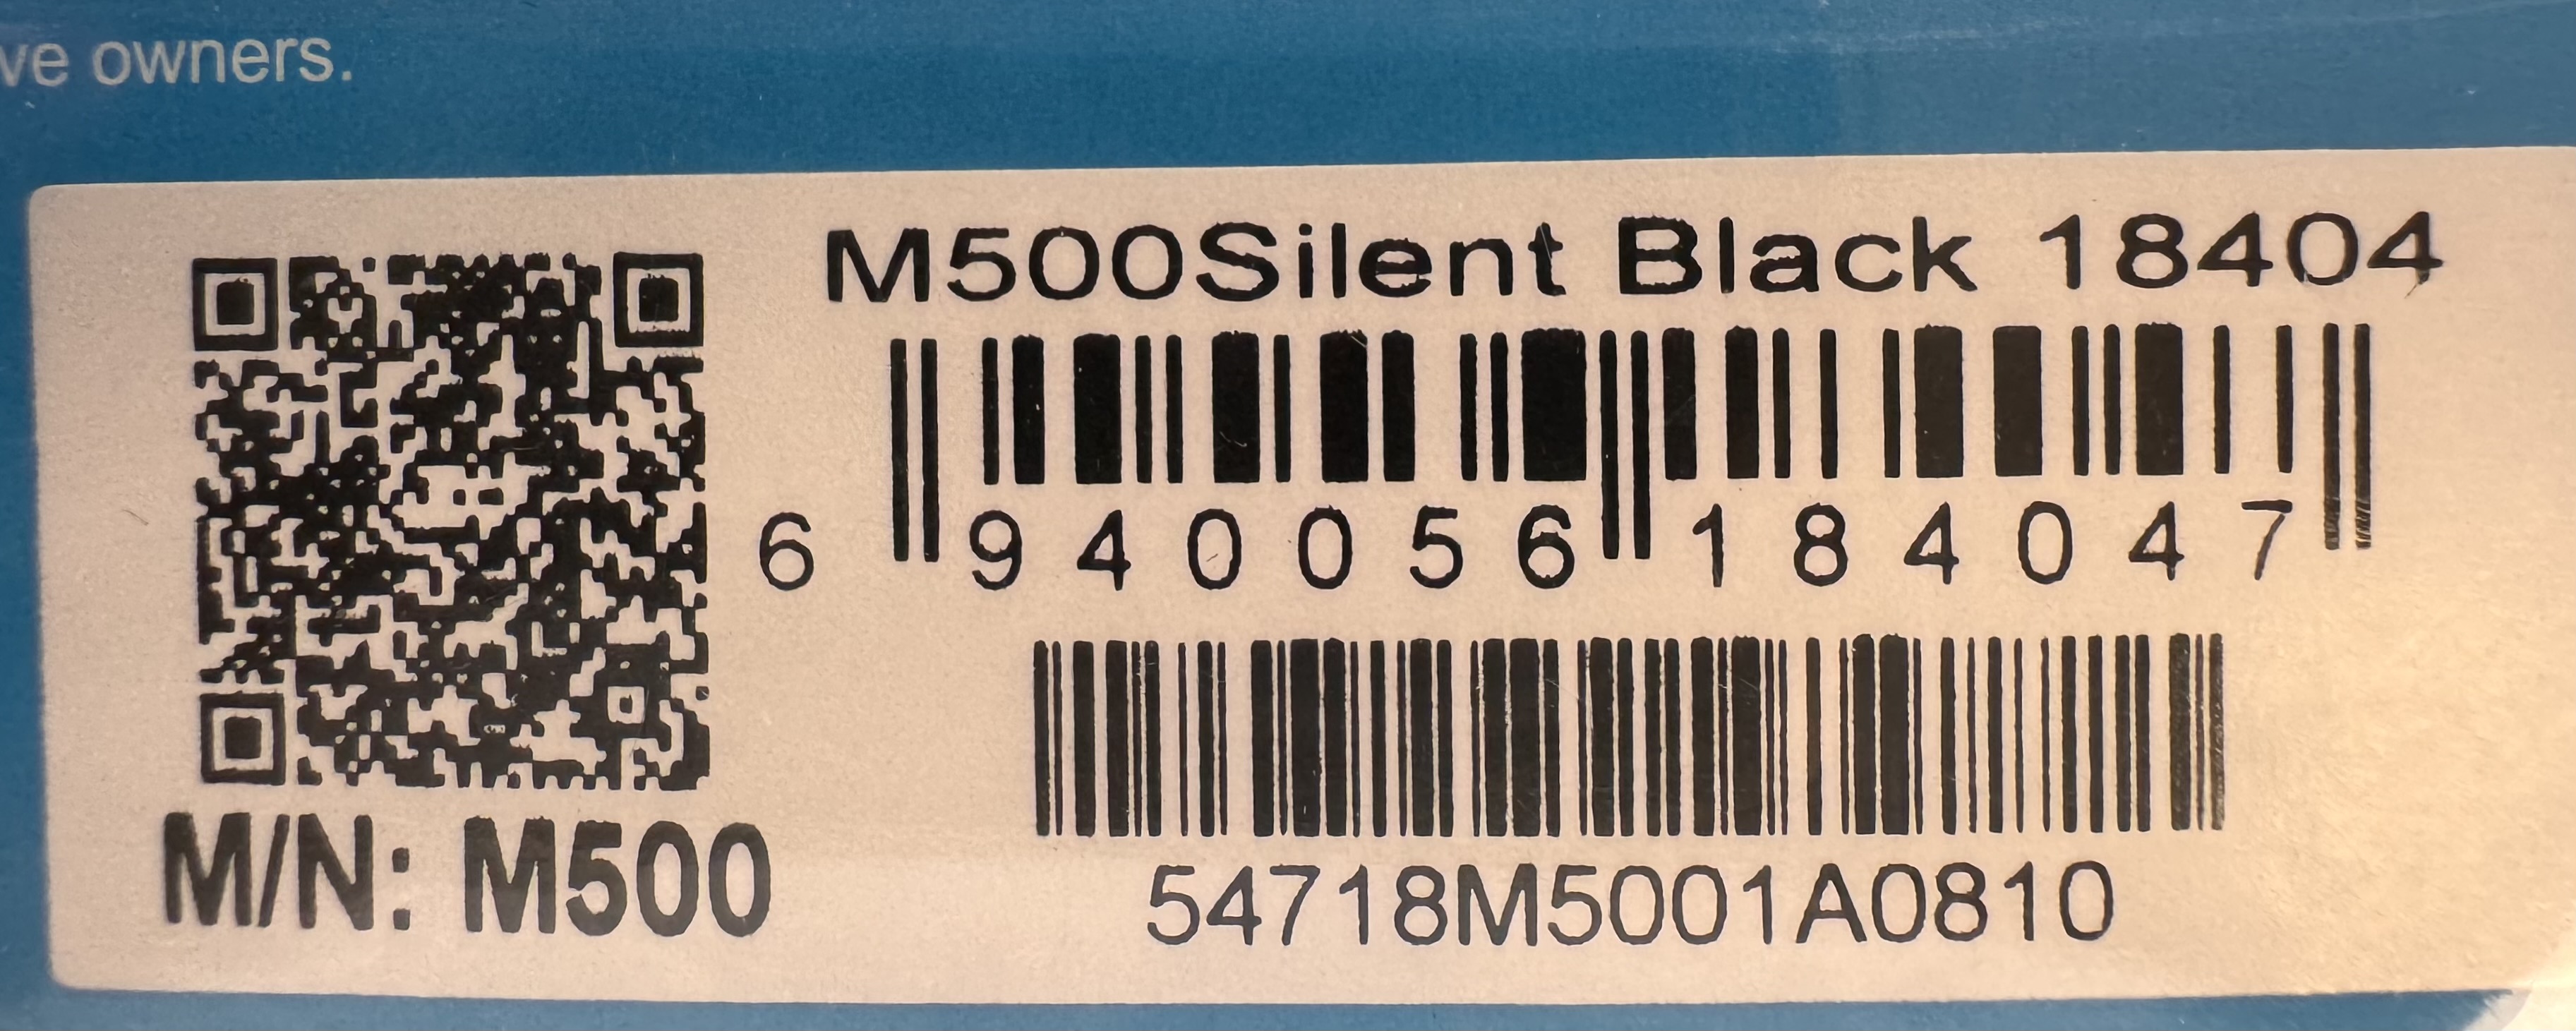 ve owners.
M500Silent Black 18404
6 940056 184047
M/N: M500
54718M5001A0810